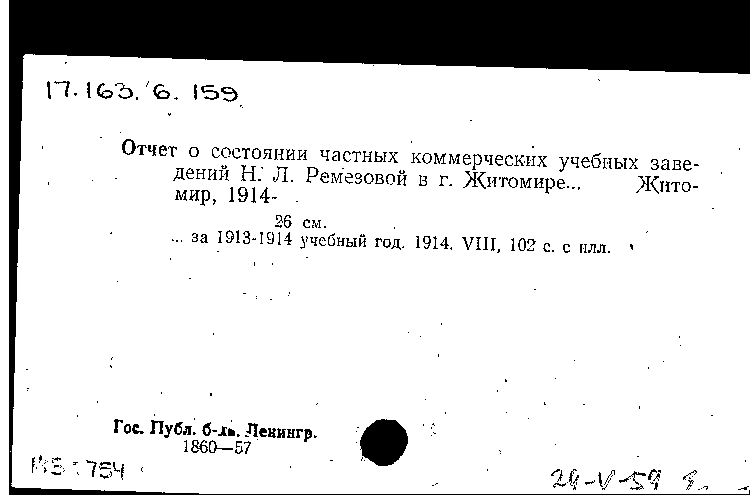 17.163.6.159
Отчет о состоянии частных коммерческих учебных заве-
дений Н. Л. Ремезовой в г. Житомире... Жито-
мир, 1914-
26 см.
... за 1913-1914 учебный год. 1914. VIII, 102 с. с илл.
Гос. Публ. б-ка. Ленингр.
1860—57
754
29-V-59